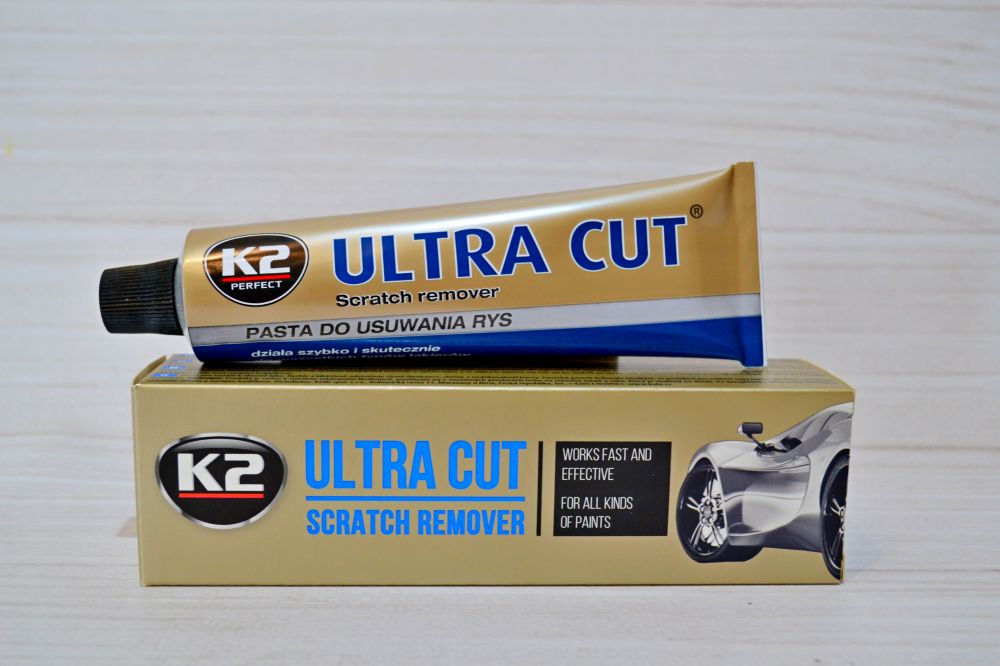 K2
PERFECT
ULTRA CUT®
Scratch remover
PASTA DO USUWANIA RYS
działa szybko i skutecznie
K2
ULTRA CUT
SCRATCH REMOVER
WORKS FAST AND
EFFECTIVE
FOR ALL KINDS
OF PAINTS